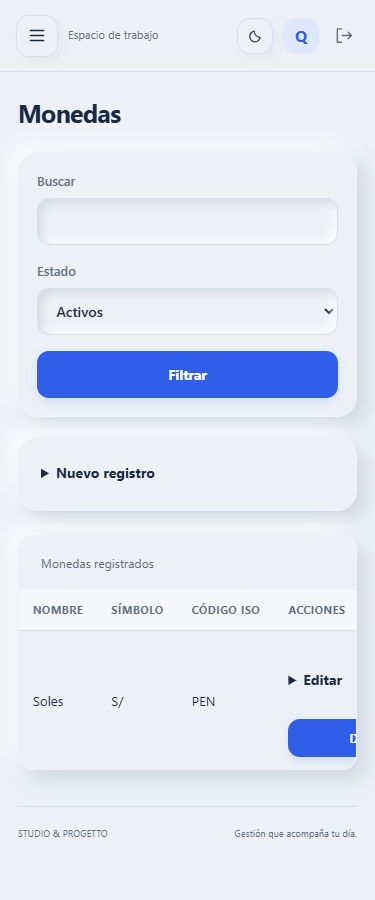 Espacio de trabajo
Q
Monedas
Buscar
Estado
Activos
Filtrar
Nuevo registro
Monedas registrados
NOMBRE SÍMBOLO CÓDIGO ISO ACCIONES
Editar
Soles S/ PEN
D
STUDIO & PROGETTO Gestión que acompaña tu día.